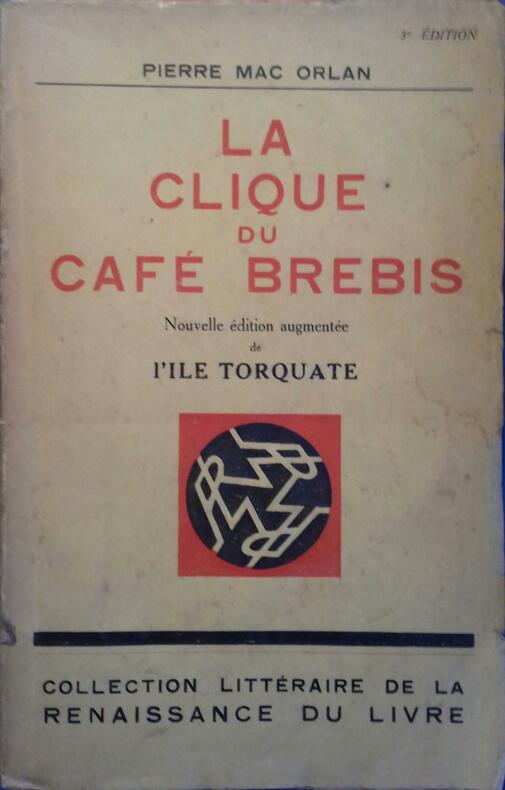 3e ÉDITION
PIERRE MAC ORLAN
LA
CLIQUE
DU
CAFÉ BREBIS
Nouvelle édition augmentée
de
l'ILE TORQUATE
COLLECTION LITTÉRAIRE DE LA
RENAISSANCE DU LIVRE